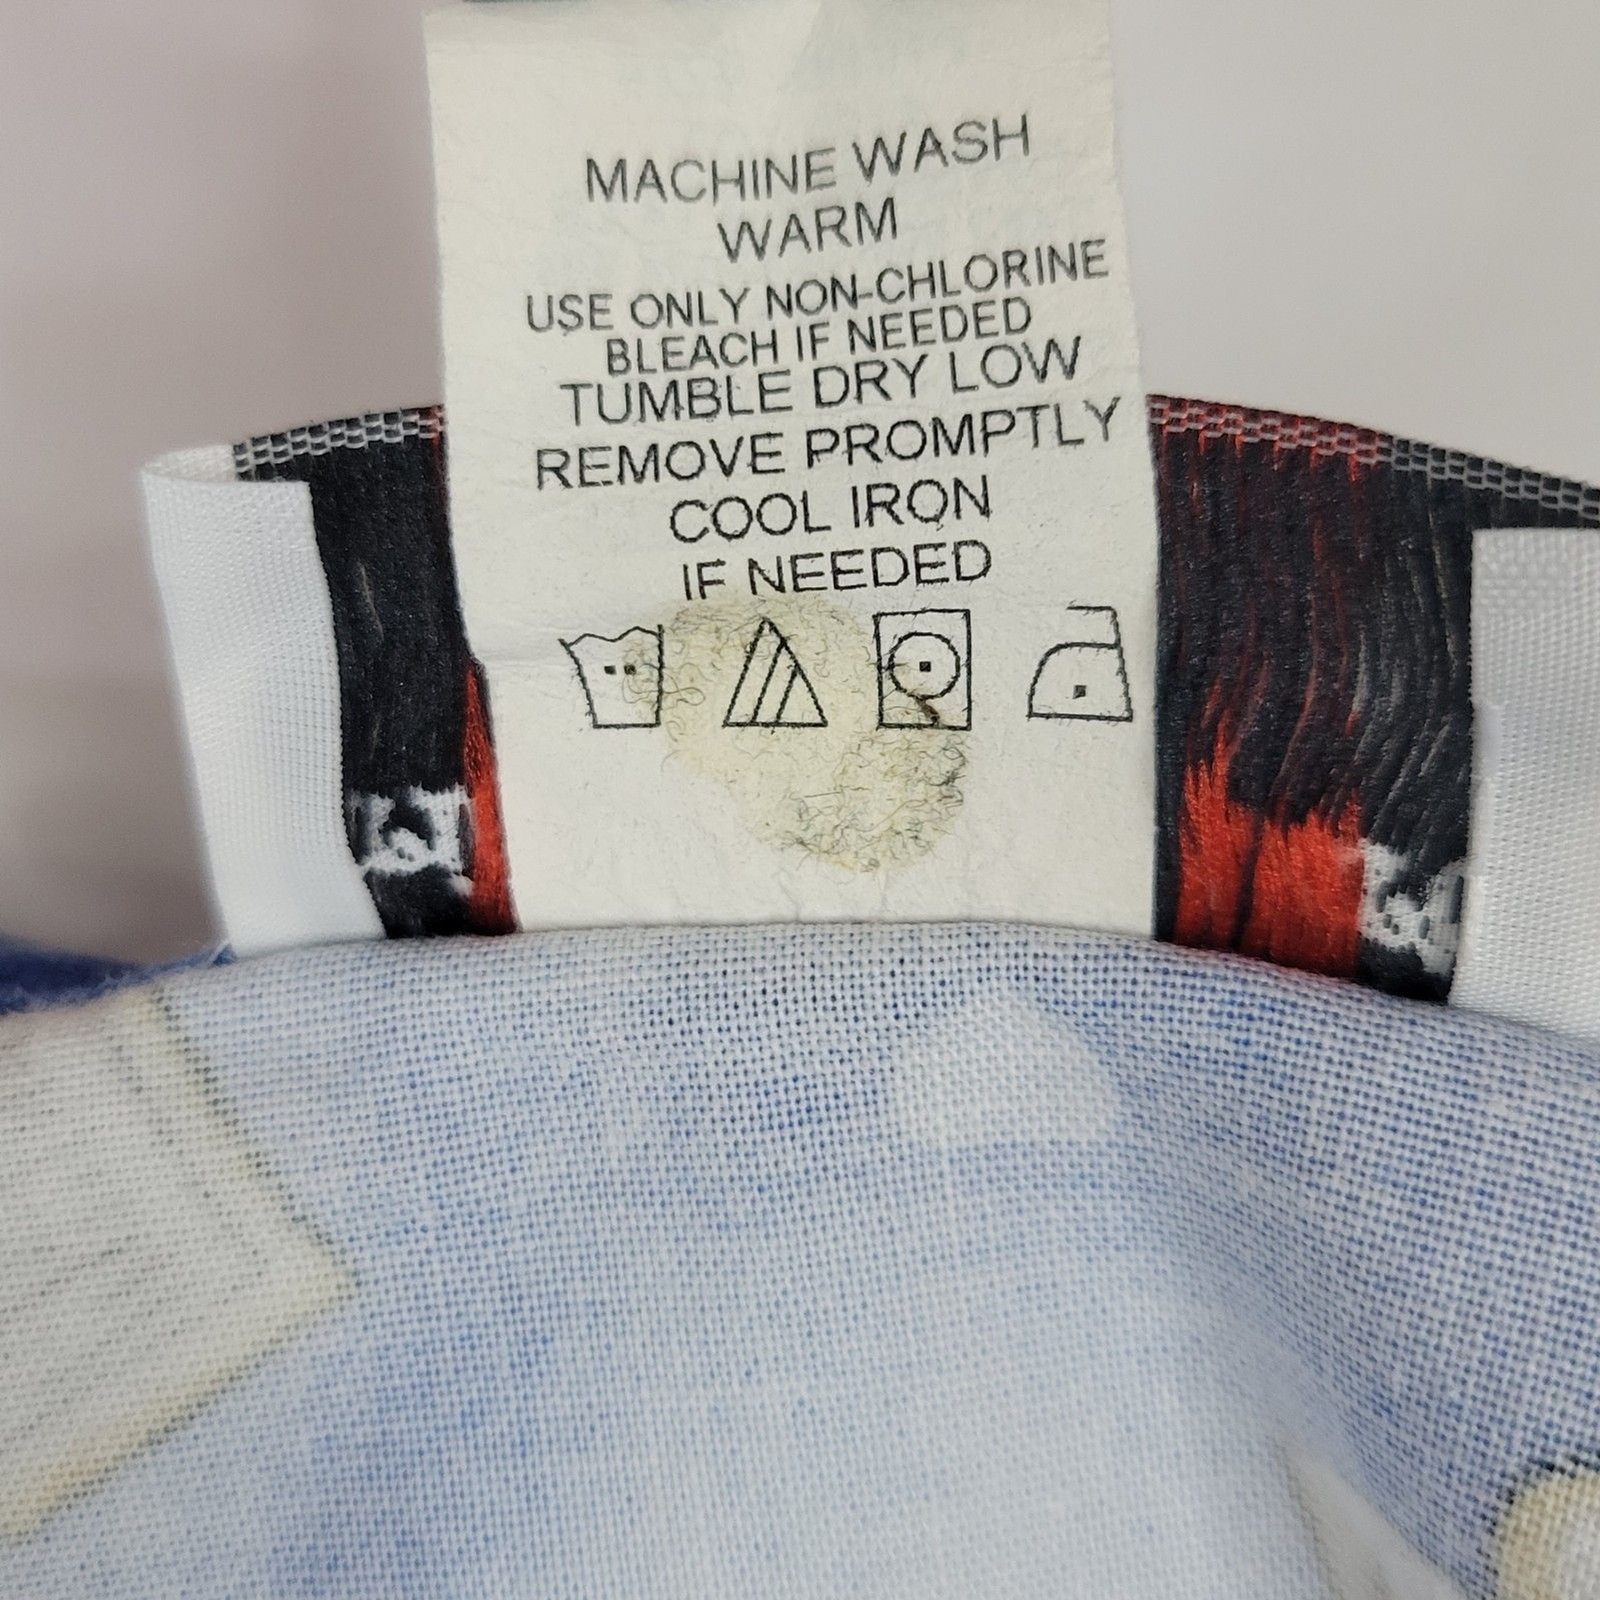 MACHINE WASH
WARM
USE ONLY NON-CHLORINE
BLEACH IF NEEDED
TUMBLE DRY LOW
REMOVE PROMPTLY
COOL IRON
IF NEEDED